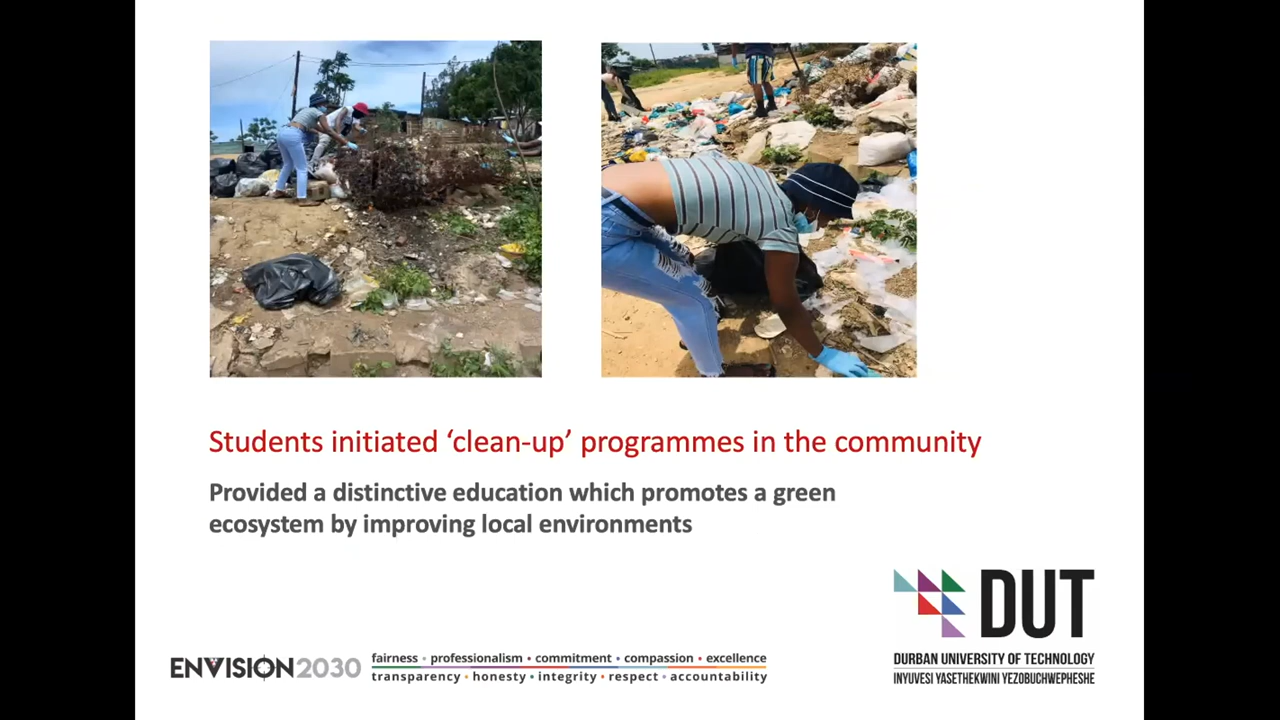 Students initiated ‘clean-up’ programmes in the community
Provided a distinctive education which promotes a green
ecosystem by improving local environments
ENVISION2030
fairness • professionalism • commitment • compassion • excellence
transparency • honesty • integrity • respect • accountability
DUT
DURBAN UNIVERSITY OF TECHNOLOGY
INYUVESI YASETHEKWINI YEZOBUCHWEPHESHE